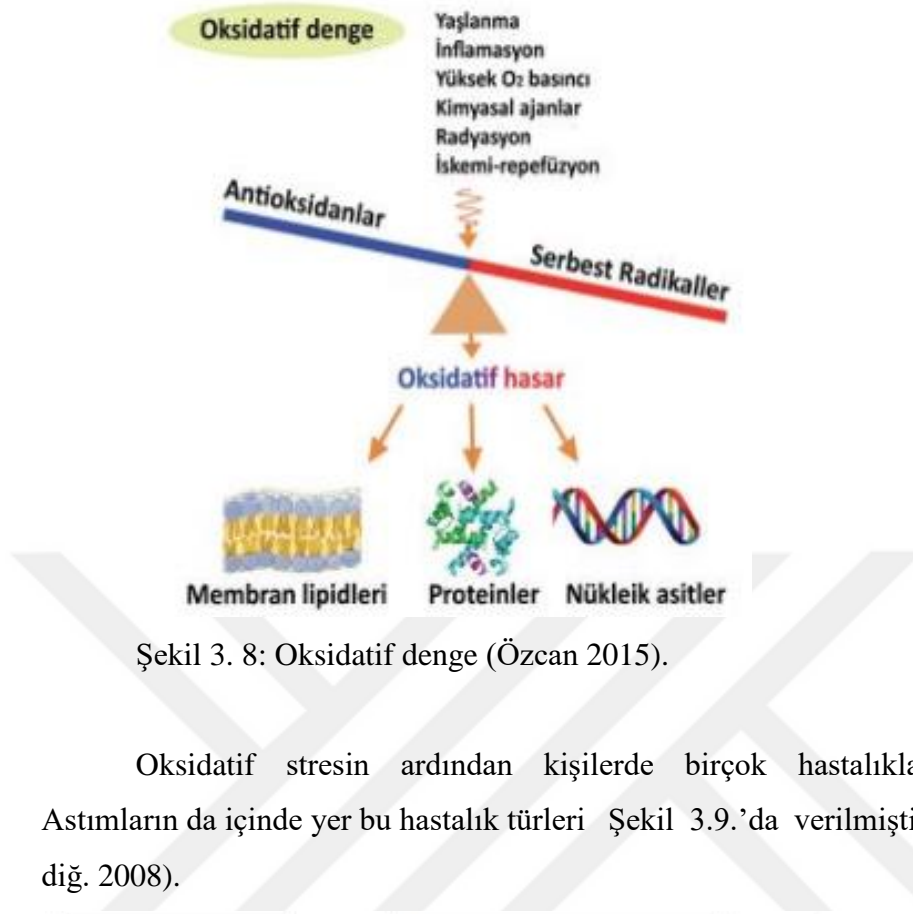 Oksidatif denge
Yaşlanma
İnflamasyon
Yüksek O₂ basıncı
Kimyasal ajanlar
Radyasyon
İskemi-repefüzyon
Antioksidanlar
Serbest Radikaller
Oksidatif hasar
Membran lipidleri
Proteinler
Nükleik asitler
Şekil 3. 8: Oksidatif denge (Özcan 2015).
Oksidatif stresin ardından kişilerde birçok
Astımların da içinde yer bu hastalık türleri Şekil 3.9.’da
diğ. 2008).